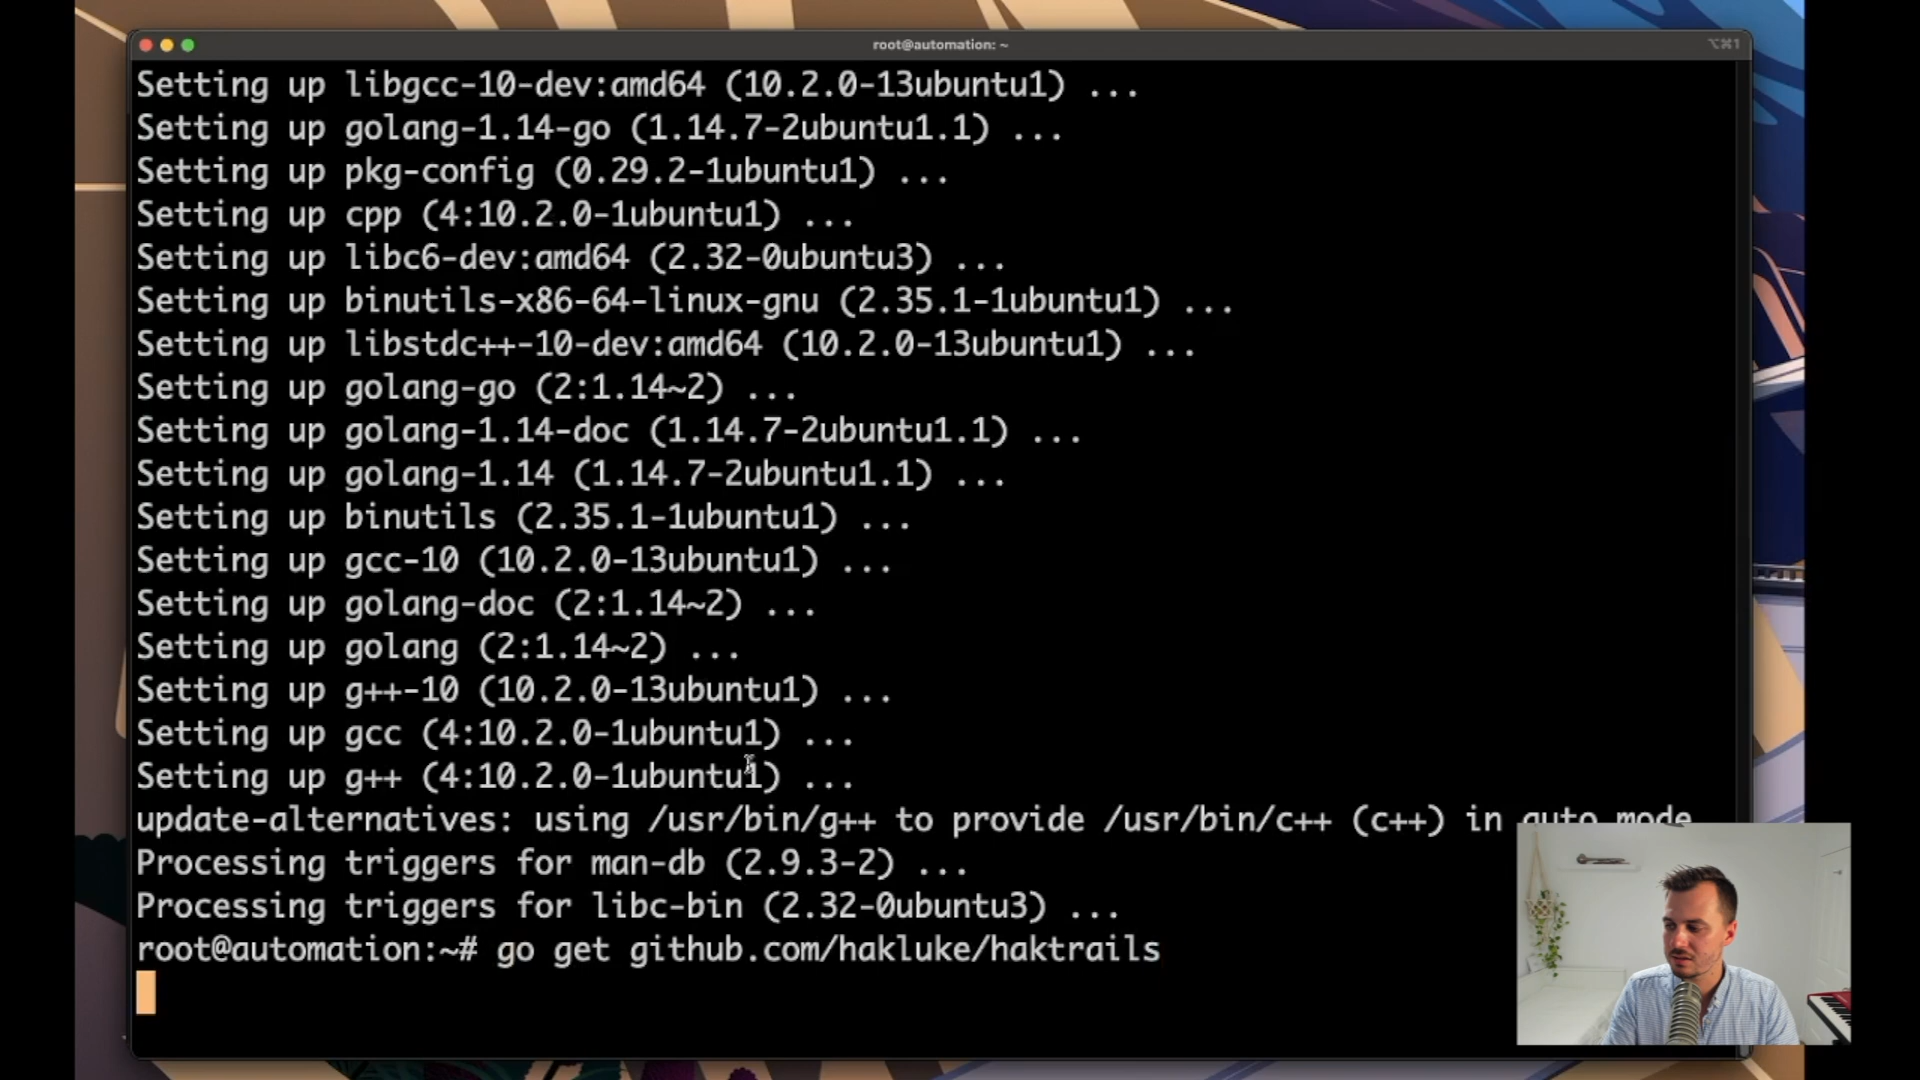 root@automation: ~
⌥⌘1
Setting up libgcc-10-dev:amd64 (10.2.0-13ubuntu1) ...
Setting up golang-1.14-go (1.14.7-2ubuntu1.1) ...
Setting up pkg-config (0.29.2-1ubuntu1) ...
Setting up cpp (4:10.2.0-1ubuntu1) ...
Setting up libc6-dev:amd64 (2.32-0ubuntu3) ...
Setting up binutils-x86-64-linux-gnu (2.35.1-1ubuntu1) ...
Setting up libstdc++-10-dev:amd64 (10.2.0-13ubuntu1) ...
Setting up golang-go (2:1.14~2) ...
Setting up golang-1.14-doc (1.14.7-2ubuntu1.1) ...
Setting up golang-1.14 (1.14.7-2ubuntu1.1) ...
Setting up binutils (2.35.1-1ubuntu1) ...
Setting up gcc-10 (10.2.0-13ubuntu1) ...
Setting up golang-doc (2:1.14~2) ...
Setting up golang (2:1.14~2) ...
Setting up g++-10 (10.2.0-13ubuntu1) ...
Setting up gcc (4:10.2.0-1ubuntu1) ...
Setting up g++ (4:10.2.0-1ubuntu1) ...
update-alternatives: using /usr/bin/g++ to provide /usr/bin/c++ (c++) in auto mode
Processing triggers for man-db (2.9.3-2) ...
Processing triggers for libc-bin (2.32-0ubuntu3) ...
root@automation:~# go get github.com/hakluke/haktrails